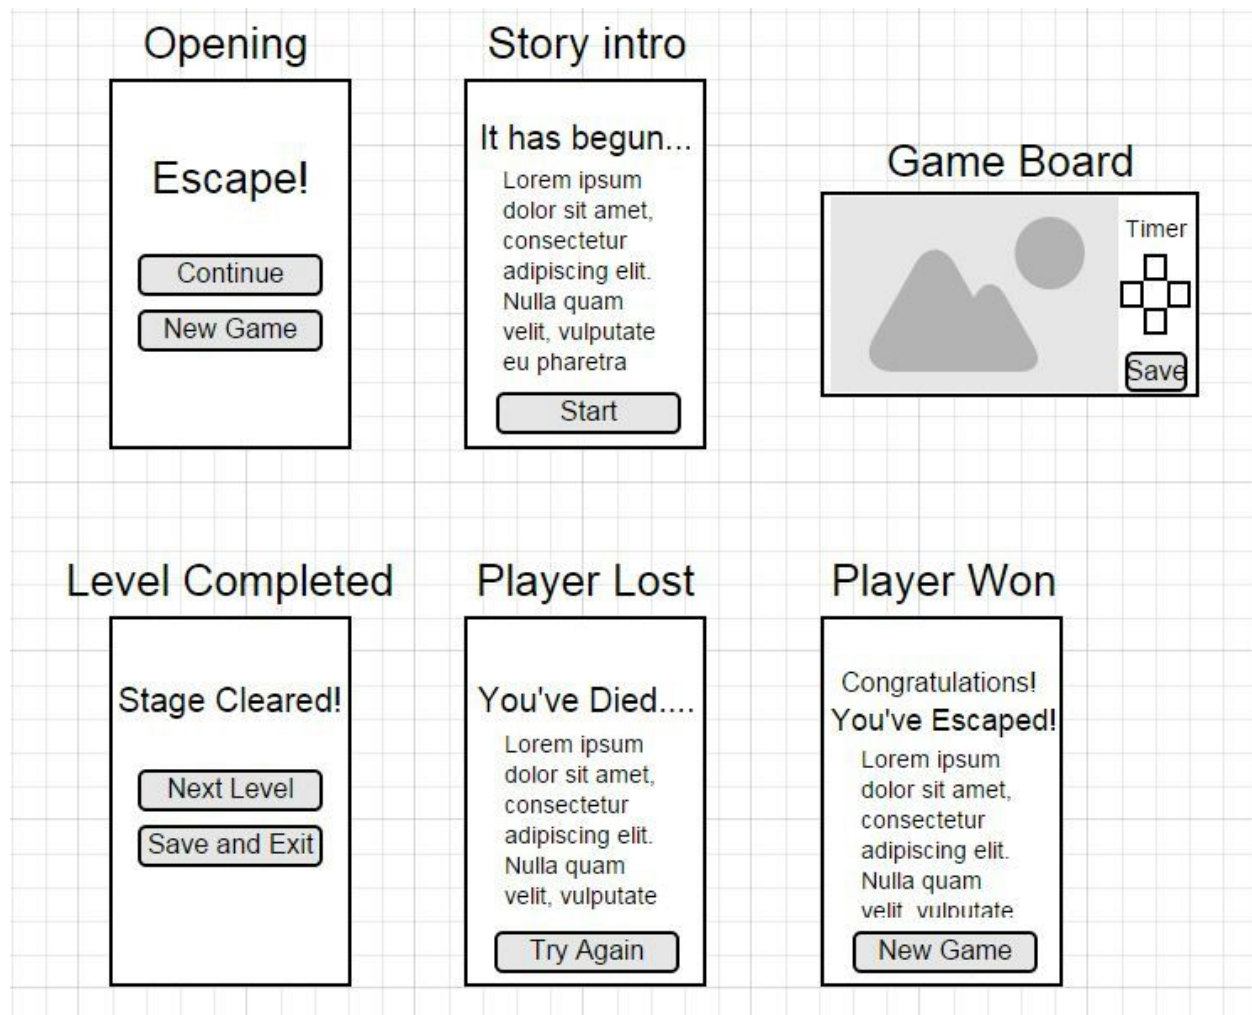 Opening
Escape!
Continue
New Game
Story intro
It has begun...
Lorem ipsum
dolor sit amet,
consectetur
adipiscing elit.
Nulla quam
velit, vulputate
eu pharetra
Start
Game Board
Timer
Save
Level Completed
Stage Cleared!
Next Level
Save and Exit
Player Lost
You've Died....
Lorem ipsum
dolor sit amet,
consectetur
adipiscing elit.
Nulla quam
velit, vulputate
Try Again
Player Won
Congratulations!
You've Escaped!
Lorem ipsum
dolor sit amet,
consectetur
adipiscing elit.
Nulla quam
velit, vulputate
New Game